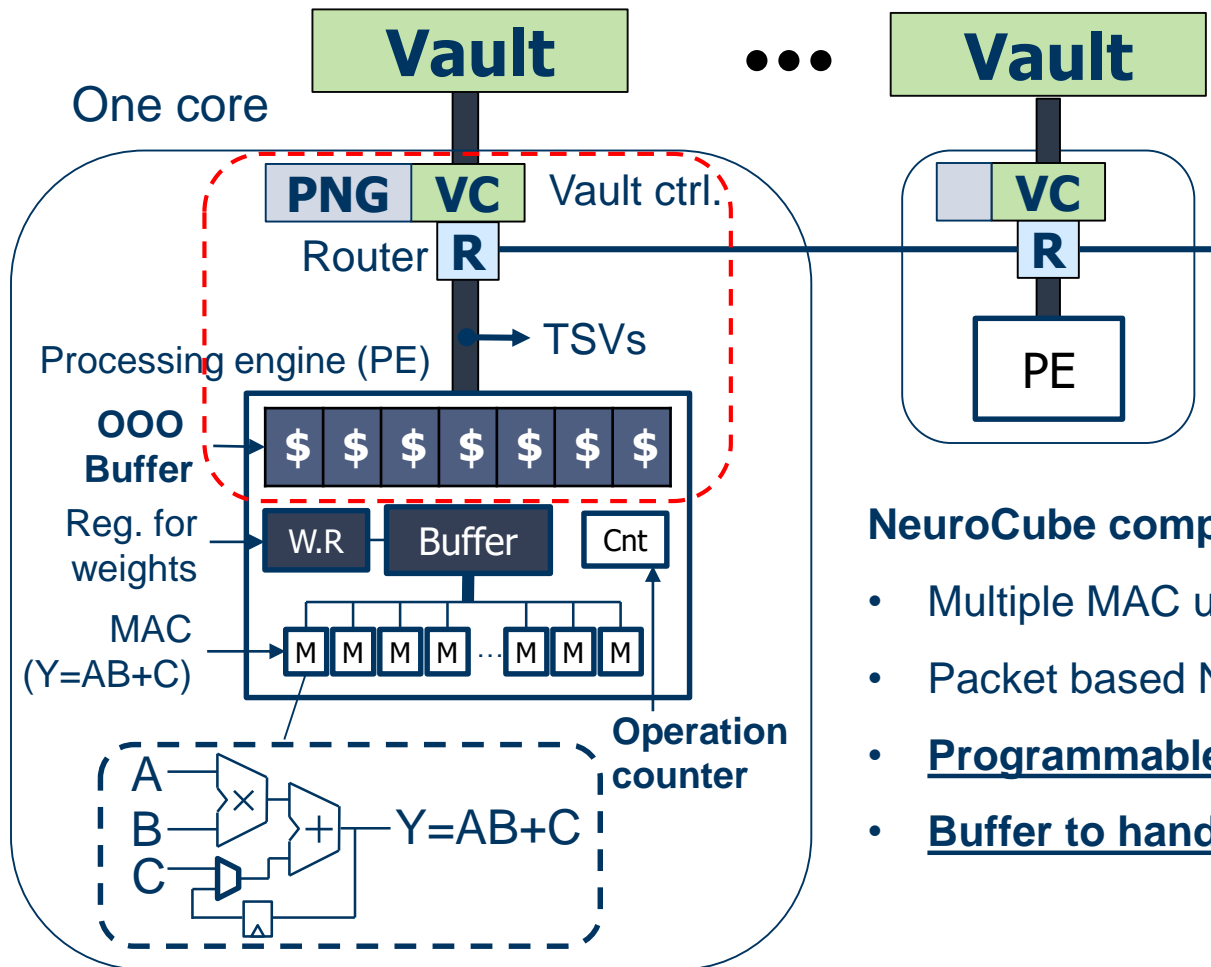 Vault
•••
Vault
One core
PNG
VC
Vault ctrl.
VC
Router
R
R
TSVs
Processing engine (PE)
PE
OOO
Buffer
$ $ $ $ $ $ $
Reg. for
weights
W.R
Buffer
Cnt
MAC
(Y=AB+C)
M M M M ... M M M
Operation
counter
A
B
C
×
+
Y=AB+C
NeuroCube comp
• Multiple MAC u
• Packet based N
• Programmable
• Buffer to hand